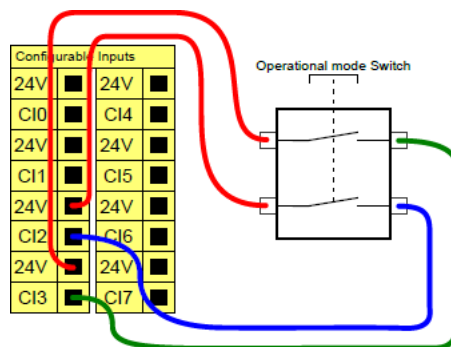 Configurable Inputs
Operational mode Switch
24V 24V
CI0 CI4
24V 24V
CI1 CI5
24V 24V
CI2 CI6
24V 24V
CI3 CI7